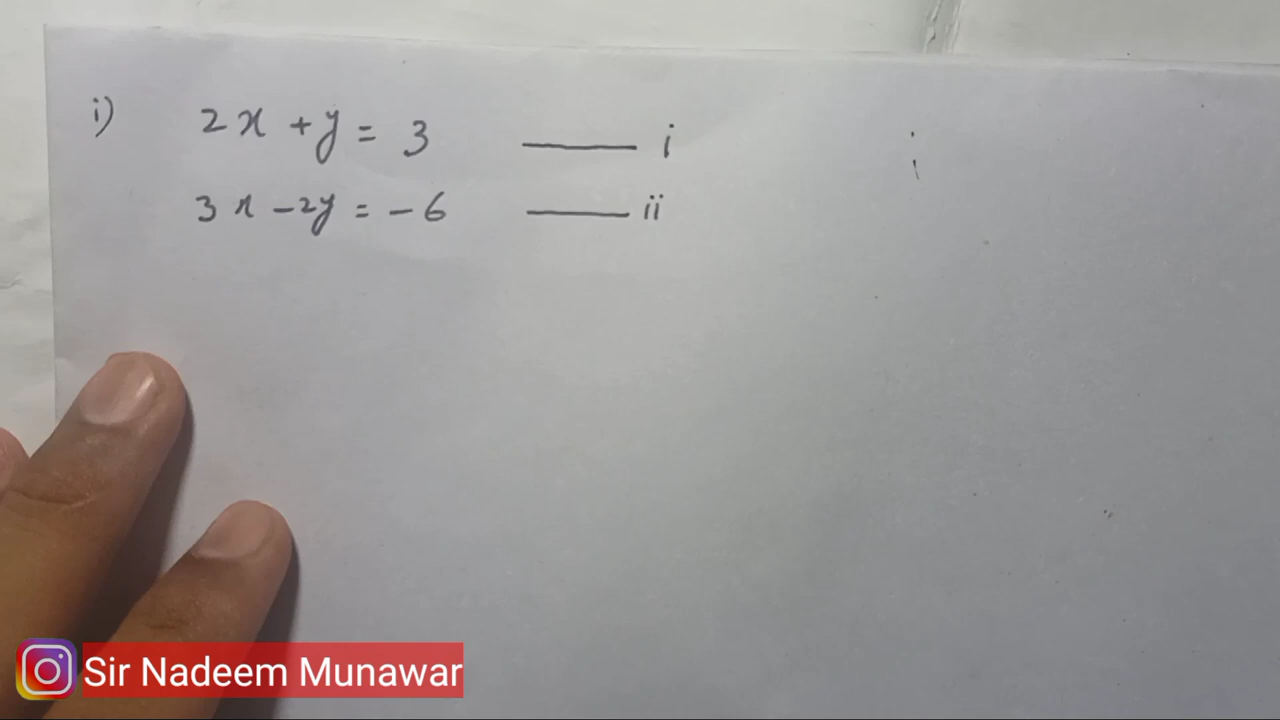 i) 2x + y = 3 —— i
3x - 2y = -6 —— ii
Sir Nadeem Munawar